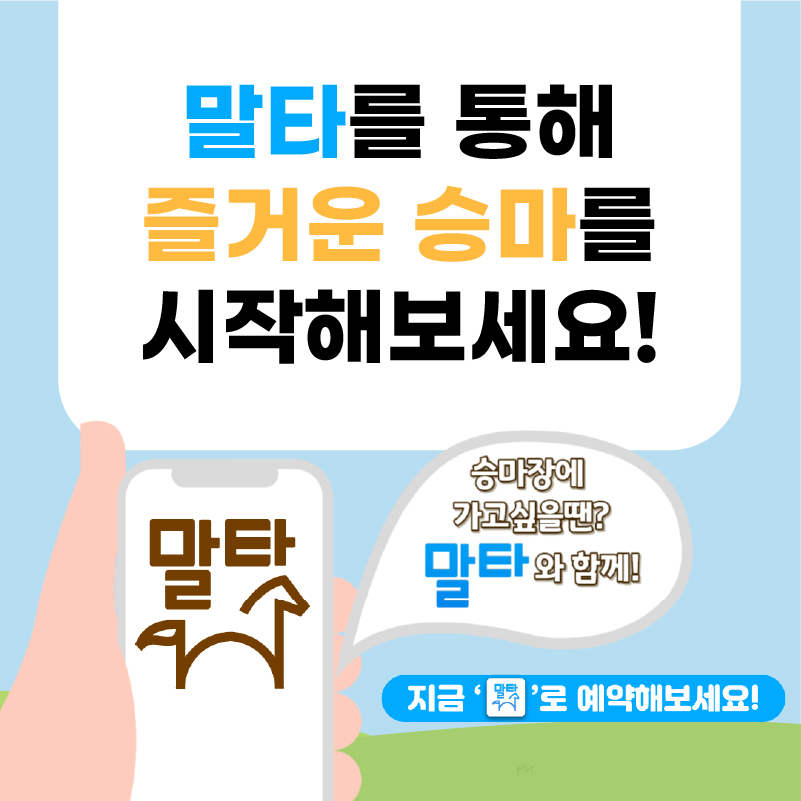 말타를 통해
즐거운 승마를
시작해보세요!
승마장에
가고싶을땐?
말타와 함께!
말타
지금 ‘말타’로 예약해보세요!